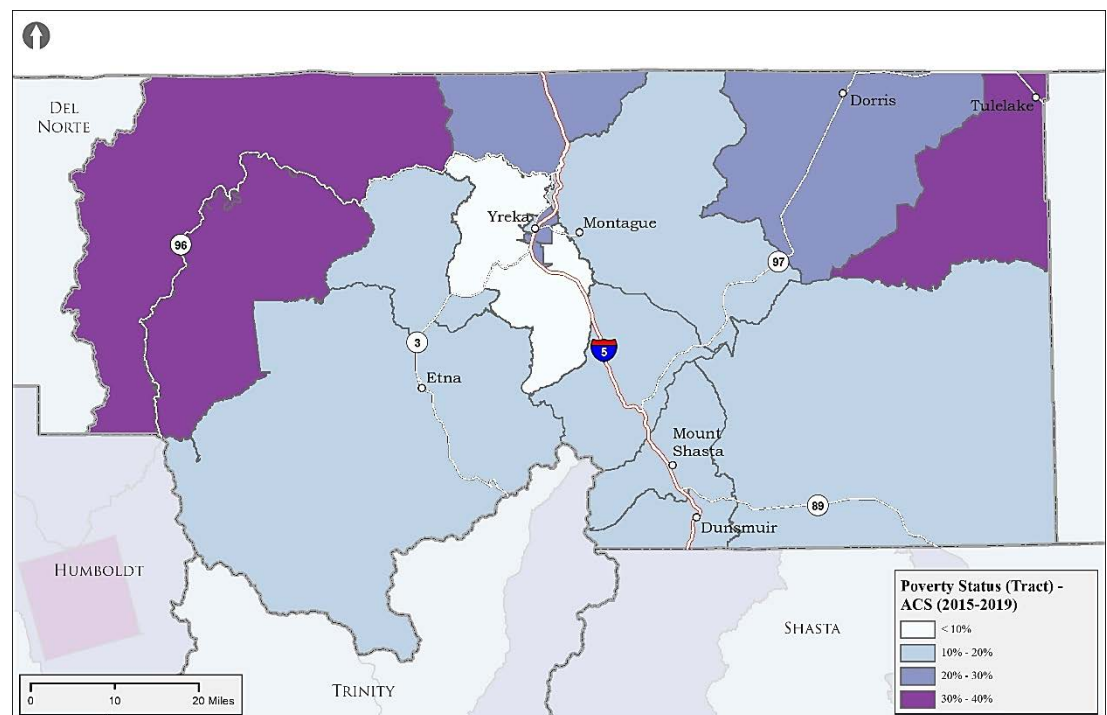 DEL
NORTE
Dorris
Tulelake
96
Yreka
Montague
97
3
5
Etna
Mount
Shasta
89
Dunsmuir
HUMBOLDT
SHASTA
TRINITY
Poverty Status (Tract) -
ACS (2015-2019)
< 10%
10% - 20%
20% - 30%
30% - 40%
0 10 20 Miles